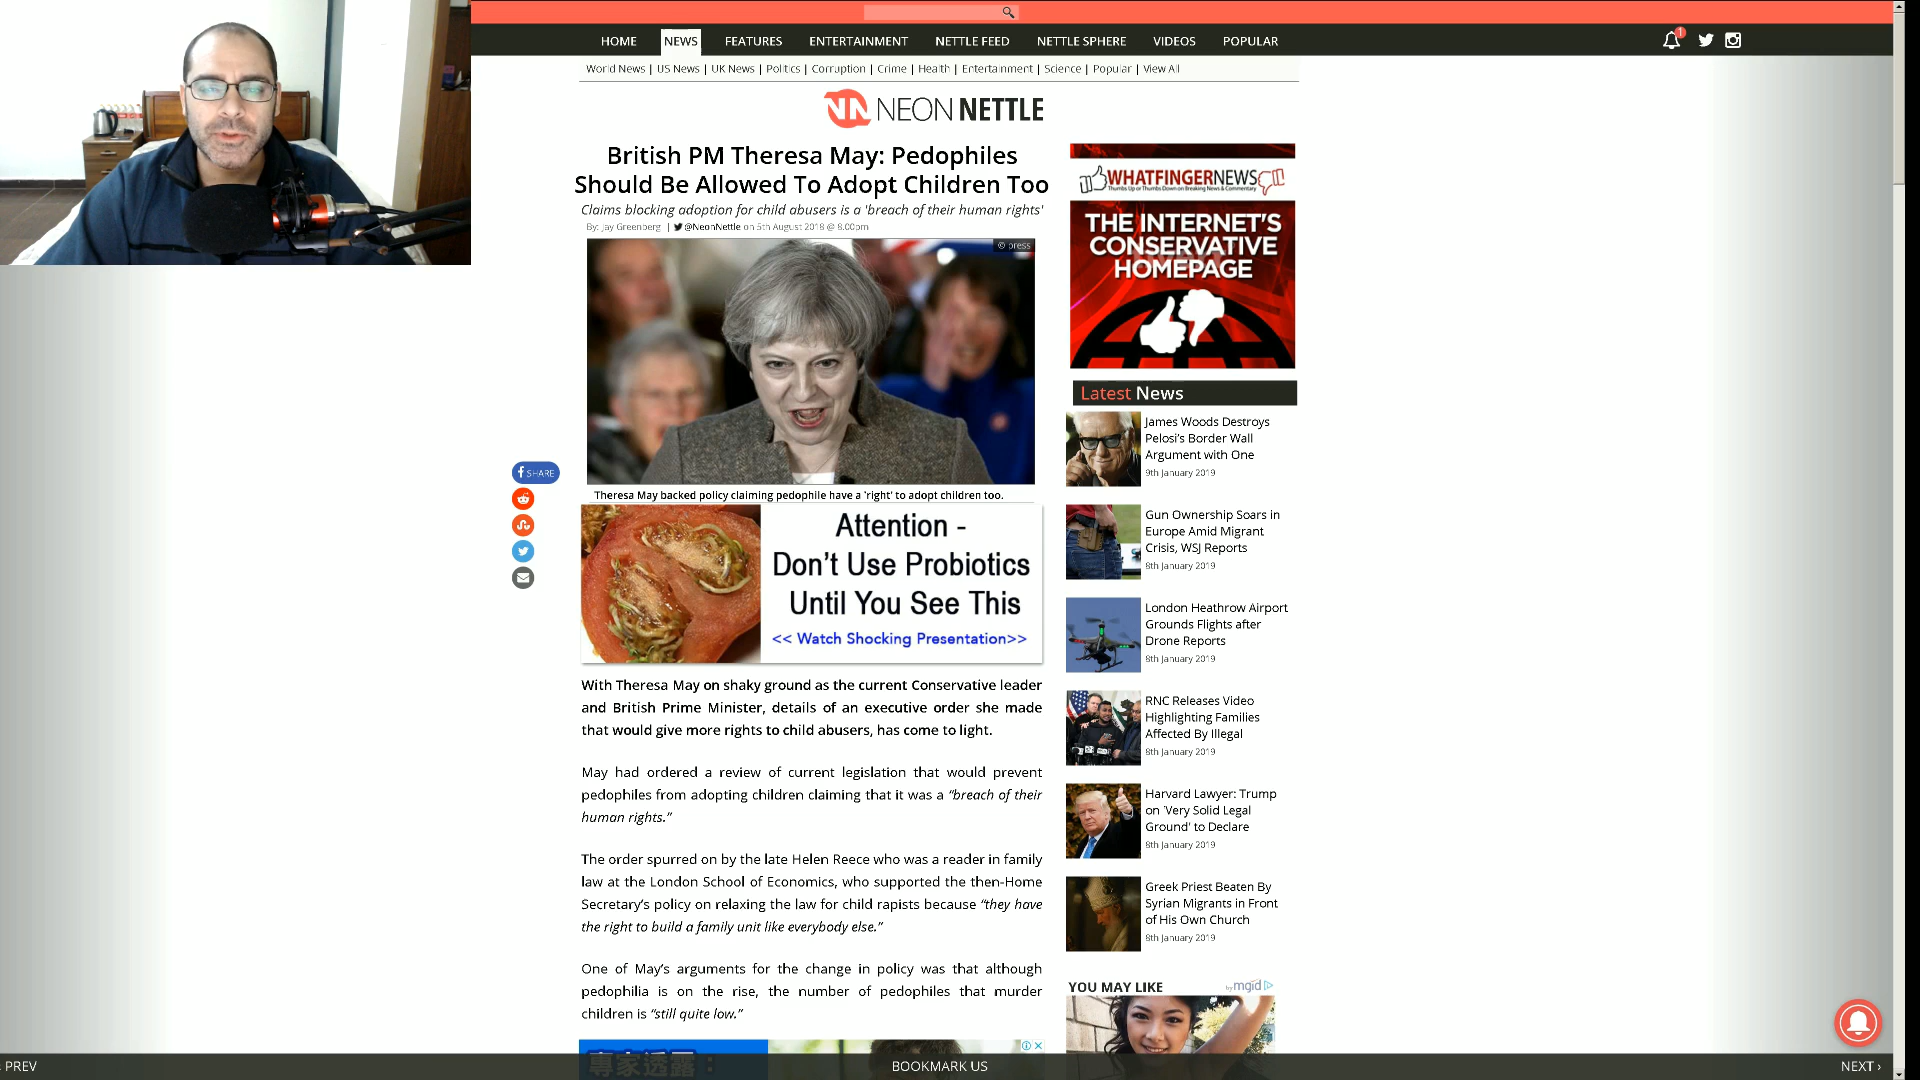 HOME NEWS FEATURES ENTERTAINMENT NETTLE FEED NETTLE SPHERE VIDEOS POPULAR
1
World News | US News | UK News | Politics | Corruption | Crime | Health | Entertainment | Science | Popular | View All
NEON NETTLE
British PM Theresa May: Pedophiles
Should Be Allowed To Adopt Children Too
Claims blocking adoption for child abusers is a 'breach of their human rights'
By: Jay Greenberg | @NeonNettle on 5th August 2018 @ 8.00pm
© press
Theresa May backed policy claiming pedophile have a 'right' to adopt children too.
SHARE
Attention -
Don't Use Probiotics
Until You See This
<< Watch Shocking Presentation>>
With Theresa May on shaky ground as the current Conservative leader
and British Prime Minister, details of an executive order she made
that would give more rights to child abusers, has come to light.
May had ordered a review of current legislation that would prevent
pedophiles from adopting children claiming that it was a “breach of their
human rights.”
The order spurred on by the late Helen Reece who was a reader in family
law at the London School of Economics, who supported the then-Home
Secretary’s policy on relaxing the law for child rapists because “they have
the right to build a family unit like everybody else.”
One of May’s arguments for the change in policy was that although
pedophilia is on the rise, the number of pedophiles that murder
children is “still quite low.”
專家透露：
WHATFINGERNEWS
Thumbs Up or Thumbs Down on Breaking News & Commentary
THE INTERNET'S
CONSERVATIVE
HOMEPAGE
Latest News
James Woods Destroys
Pelosi’s Border Wall
Argument with One
9th January 2019
Gun Ownership Soars in
Europe Amid Migrant
Crisis, WSJ Reports
8th January 2019
London Heathrow Airport
Grounds Flights after
Drone Reports
8th January 2019
RNC Releases Video
Highlighting Families
Affected By Illegal
8th January 2019
Harvard Lawyer: Trump
on 'Very Solid Legal
Ground' to Declare
8th January 2019
Greek Priest Beaten By
Syrian Migrants in Front
of His Own Church
8th January 2019
YOU MAY LIKE
by mgid
PREV BOOKMARK US NEXT ›